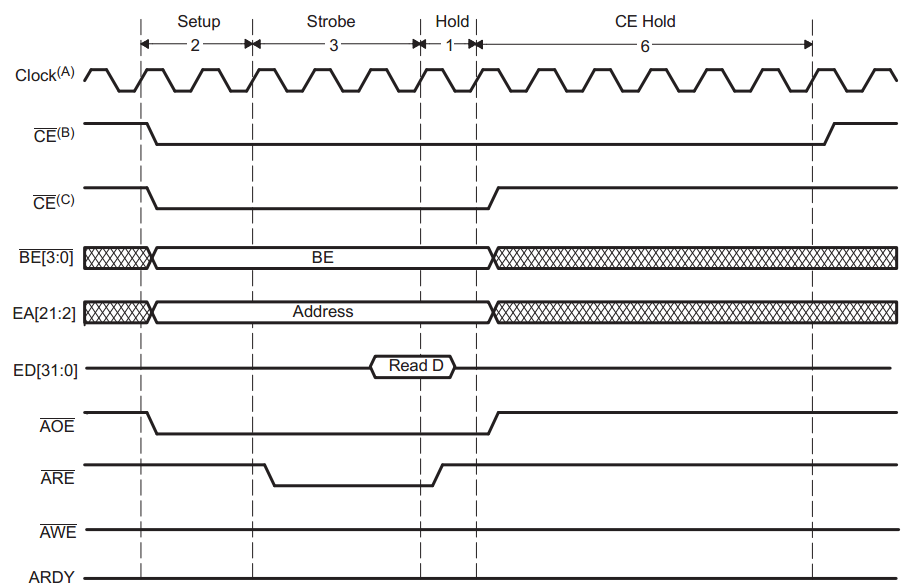 Setup Strobe Hold CE Hold
2 3 1 6
Clock(A)
CE(B)
CE(C)
BE[3:0] BE
EA[21:2] Address
ED[31:0] Read D
AOE
ARE
AWE
ARDY